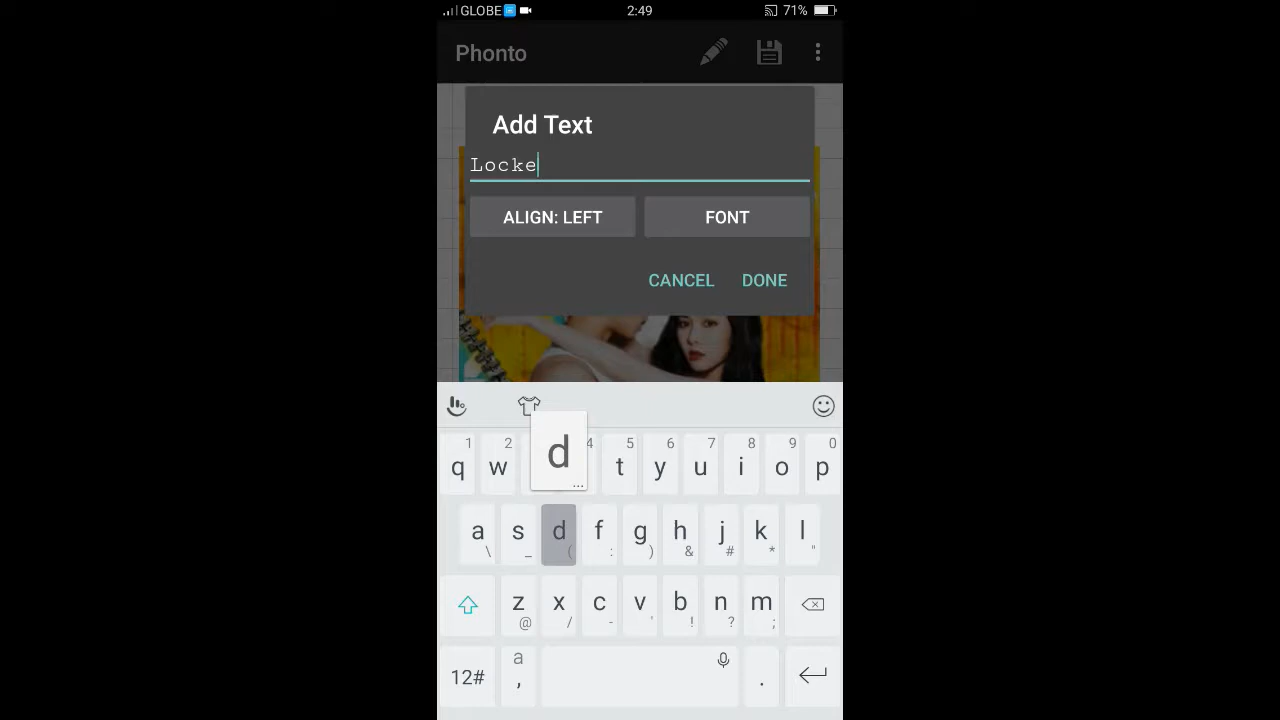 GLOBE 2:49 71%
Phonto
Add Text
Locke
ALIGN: LEFT FONT
CANCEL DONE
d
...
1 2 4 5 6 7 8 9 0
q w t y u i o p
a s d f g h j k l
\ _ ( : ) & # * "
z x c v b n m
@ / - ' ! ? ;
12# a , .